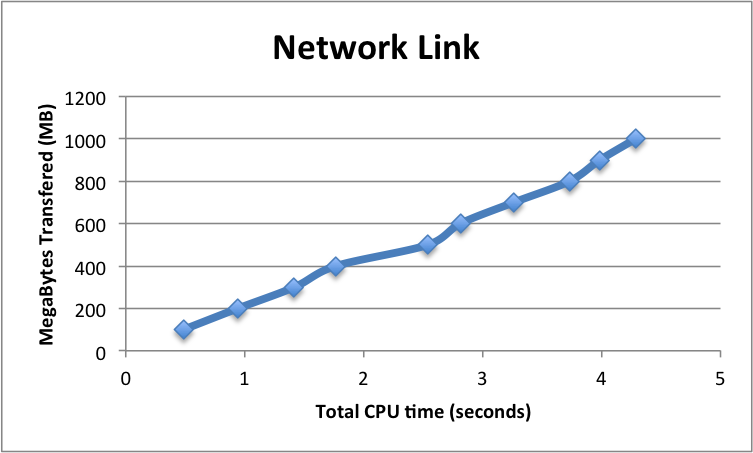 Network Link
MegaBytes Transfered (MB)
1200
1000
800
600
400
200
0
0 1 2 3 4 5
Total CPU time (seconds)